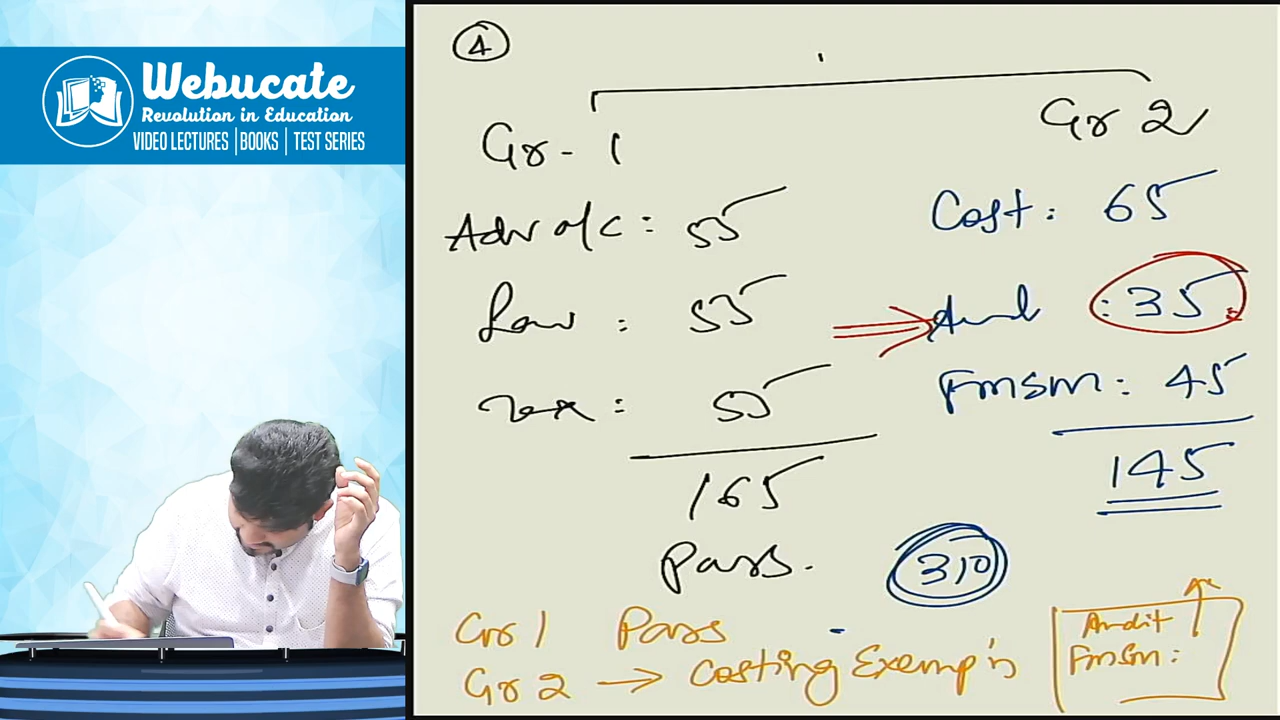 Webucate
Revolution in Education
VIDEO LECTURES | BOOKS | TEST SERIES
4
Gr - 1
Gr 2
Adv a/c : 55
Law : 55
Tax : 55
165
Pass.
Cost : 65
Aud : 35
FMSM : 45
145
310
Gr 1 Pass
Gr 2 → Costing Exemp'n
Audit
FMSM :